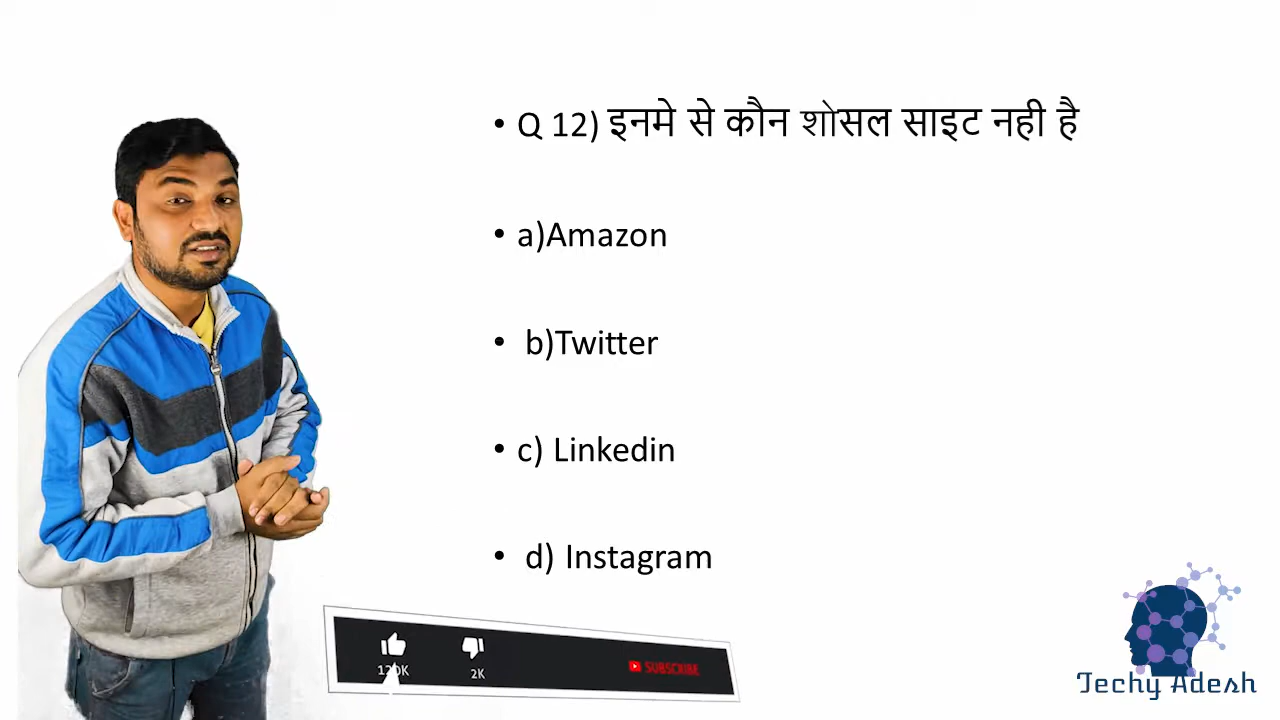 • Q 12) इनमे से कौन शोसल साइट नही है
• a)Amazon
• b)Twitter
• c) Linkedin
• d) Instagram
2K
SUBSCRIBE
Techy Adesh